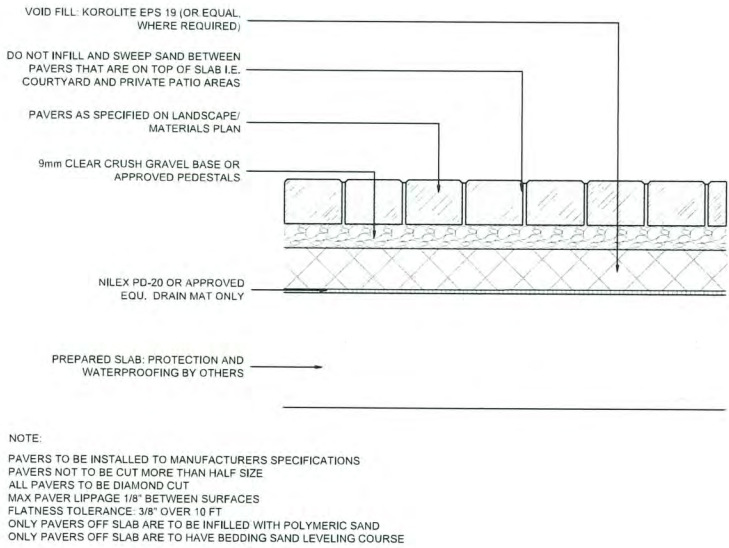 VOID FILL: KOROLITE EPS 19 (OR EQUAL,
WHERE REQUIRED)
DO NOT INFILL AND SWEEP SAND BETWEEN
PAVERS THAT ARE ON TOP OF SLAB I.E.
COURTYARD AND PRIVATE PATIO AREAS
PAVERS AS SPECIFIED ON LANDSCAPE/
MATERIALS PLAN
9mm CLEAR CRUSH GRAVEL BASE OR
APPROVED PEDESTALS
NILEX PD-20 OR APPROVED
EQU. DRAIN MAT ONLY
PREPARED SLAB: PROTECTION AND
WATERPROOFING BY OTHERS
NOTE:
PAVERS TO BE INSTALLED TO MANUFACTURERS SPECIFICATIONS
PAVERS NOT TO BE CUT MORE THAN HALF SIZE
ALL PAVERS TO BE DIAMOND CUT
MAX PAVER LIPPAGE 1/8" BETWEEN SURFACES
FLATNESS TOLERANCE: 3/8" OVER 10 FT
ONLY PAVERS OFF SLAB ARE TO BE INFILLED WITH POLYMERIC SAND
ONLY PAVERS OFF SLAB ARE TO HAVE BEDDING SAND LEVELING COURSE